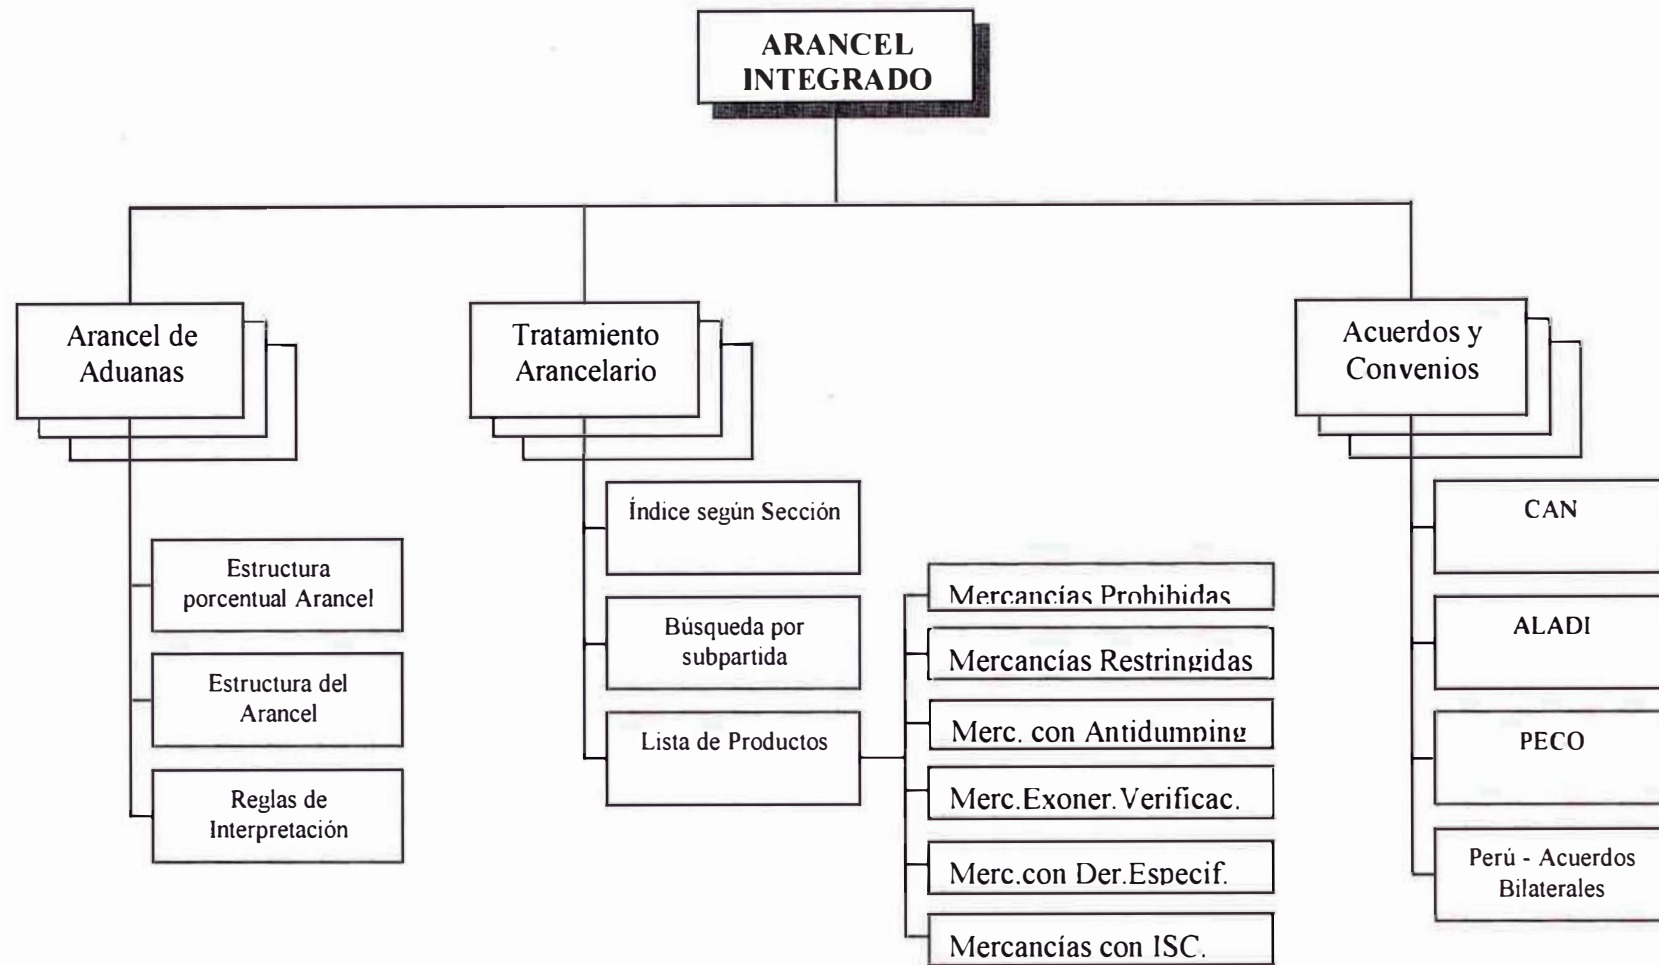 ARANCEL
INTEGRADO
Arancel de
Aduanas
Estructura
porcentual Arancel
Estructura del
Arancel
Reglas de
Interpretación
Tratamiento
Arancelario
Índice según Sección
Búsqueda por
subpartida
Lista de Productos
Mercancías Prohibidas
Mercancías Restringidas
Merc. con Antidumping
Merc.Exoner.Verificac.
Merc.con Der.Especif.
Mercancías con ISC.
Acuerdos y
Convenios
CAN
ALADI
PECO
Perú - Acuerdos
Bilaterales